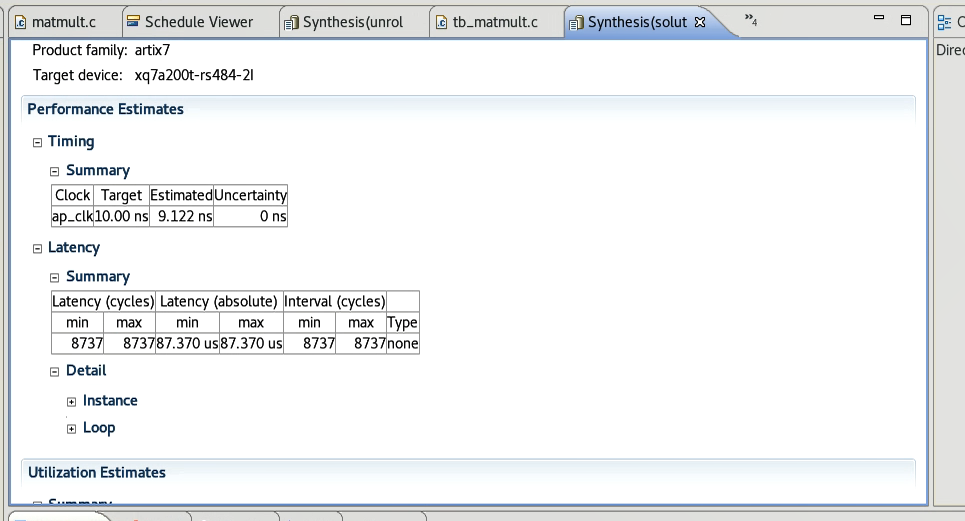 matmult.c Schedule Viewer Synthesis(unrol tb_matmult.c Synthesis(solut »4
Product family: artix7
Direc
Target device: xq7a200t-rs484-2I
Performance Estimates
Timing
Summary
Clock Target Estimated Uncertainty
ap_clk 10.00 ns 9.122 ns 0 ns
Latency
Summary
Latency (cycles) Latency (absolute) Interval (cycles)
min max min max min max Type
8737 8737 87.370 us 87.370 us 8737 8737 none
Detail
Instance
Loop
Utilization Estimates
Summary